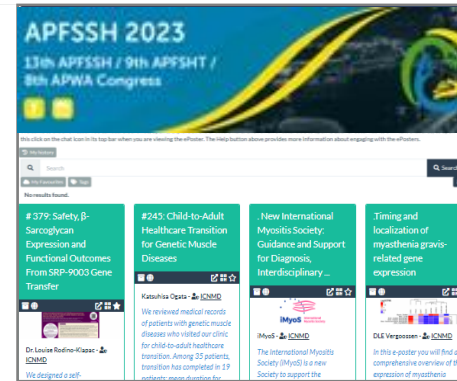 APFSSH 2023
13th APFSSH / 9th APFSHT /
8th APWA Congress
this click on the chat icon in its top bar when you are viewing the ePoster. The Help button above provides more information about engaging with the ePosters.
Search
Search
My Favourites
Tags
No results found.
# 379: Safety, β-
Sarcoglycan
Expression and
Functional Outcomes
From SRP-9003 Gene
Transfer
Dr. Louise Rodino-Klapac - ICNMD
We designed a self-
#245: Child-to-Adult
Healthcare Transition
for Genetic Muscle
Diseases
Katsuhisa Ogata - ICNMD
We reviewed medical records
of patients with genetic muscle
diseases who visited our clinic
for child-to-adult healthcare
transition. Among 35 patients,
transition has completed in 19
patients; mean duration for
. New International
Myositis Society:
Guidance and Support
for Diagnosis,
Interdisciplinary ...
iMyoS
iMyoS - ICNMD
The International Myositis
Society (iMyoS) is a new
Society to support the
.Timing and
localization of
myasthenia gravis-
related gene
expression
DLE Vergoossen - ICNMD
In this e-poster you will find a
comprehensive overview of th
expression of myasthenia